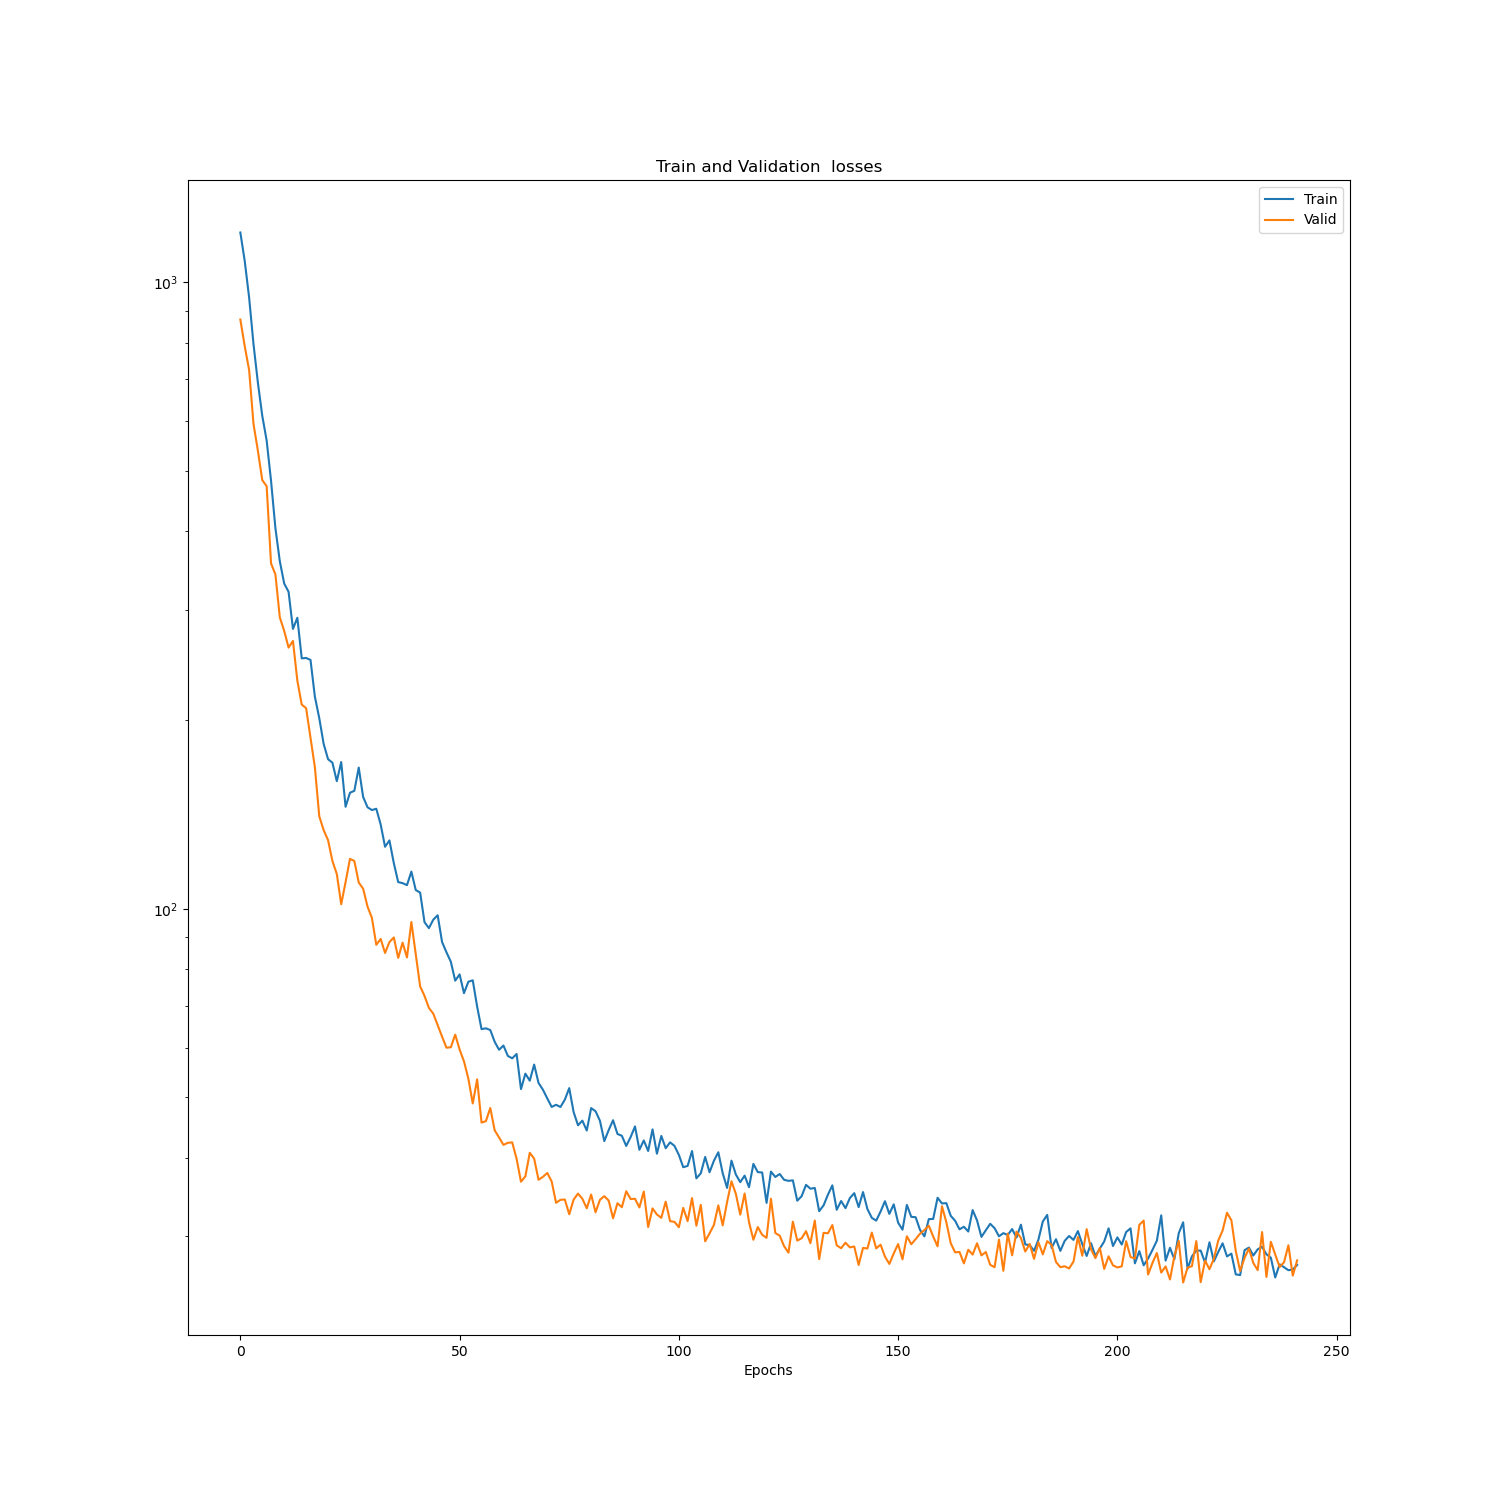 Train and Validation  losses
Train
Valid
10³
10²
0 50 100 150 200 250
Epochs